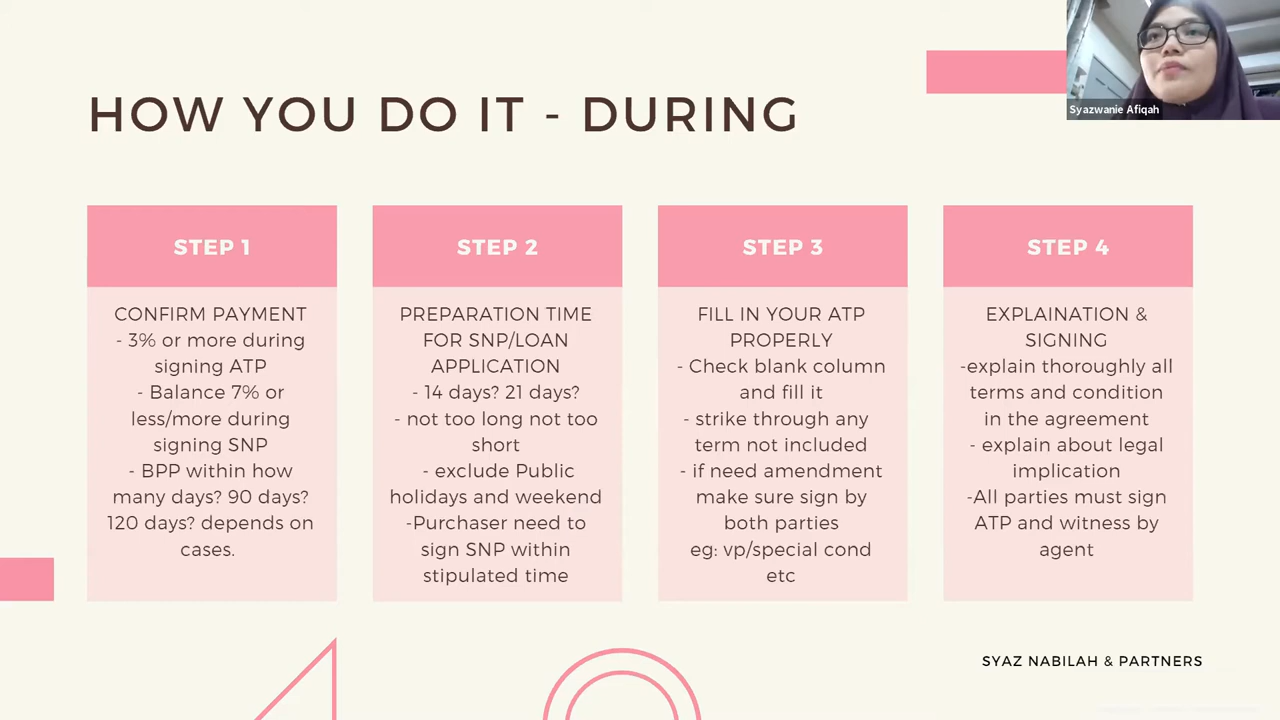 Syazwanie Afiqah
HOW YOU DO IT - DURING
STEP 1
CONFIRM PAYMENT
- 3% or more during
signing ATP
- Balance 7% or
less/more during
signing SNP
- BPP within how
many days? 90 days?
120 days? depends on
cases.
STEP 2
PREPARATION TIME
FOR SNP/LOAN
APPLICATION
- 14 days? 21 days?
- not too long not too
short
- exclude Public
holidays and weekend
-Purchaser need to
sign SNP within
stipulated time
STEP 3
FILL IN YOUR ATP
PROPERLY
- Check blank column
and fill it
- strike through any
term not included
- if need amendment
make sure sign by
both parties
eg: vp/special cond
etc
STEP 4
EXPLAINATION &
SIGNING
-explain thoroughly all
terms and condition
in the agreement
- explain about legal
implication
-All parties must sign
ATP and witness by
agent
SYAZ NABILAH & PARTNERS